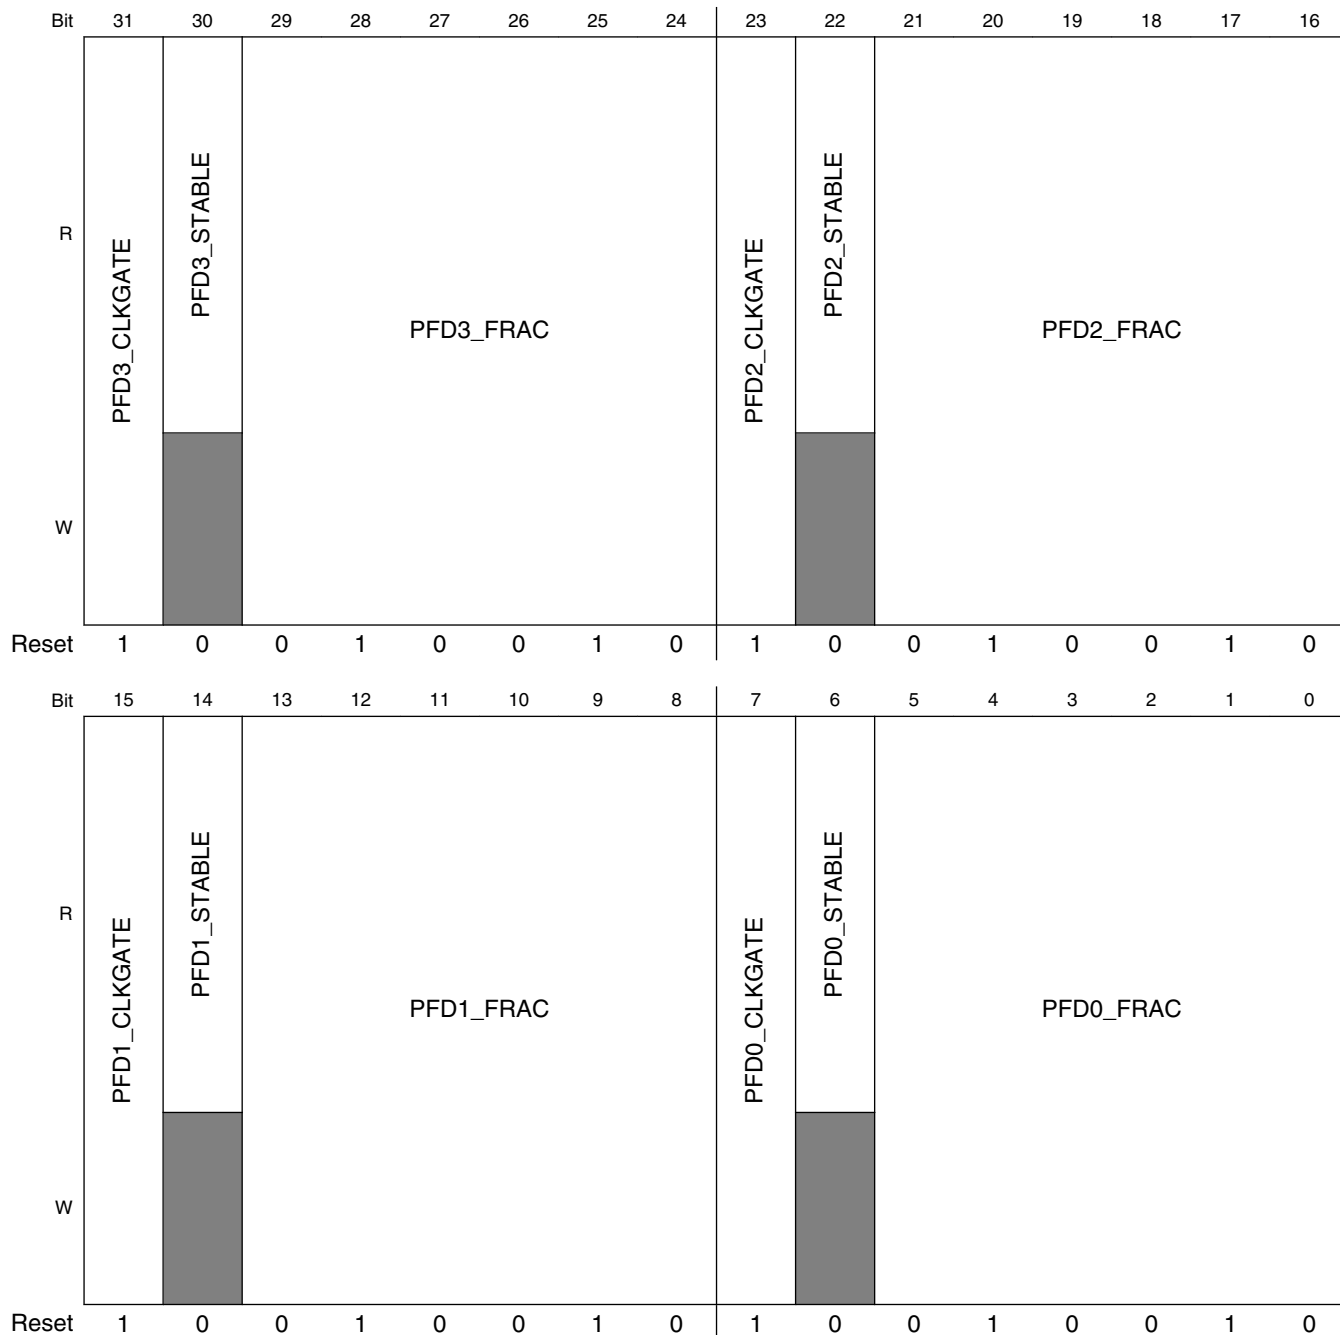 Bit 31 30 29 28 27 26 25 24 23 22 21 20 19 18 17 16
R
W
PFD3_CLKGATE
PFD3_STABLE
PFD3_FRAC
PFD2_CLKGATE
PFD2_STABLE
PFD2_FRAC
Reset 1 0 0 1 0 0 1 0 1 0 0 1 0 0 1 0
Bit 15 14 13 12 11 10 9 8 7 6 5 4 3 2 1 0
R
W
PFD1_CLKGATE
PFD1_STABLE
PFD1_FRAC
PFD0_CLKGATE
PFD0_STABLE
PFD0_FRAC
Reset 1 0 0 1 0 0 1 0 1 0 0 1 0 0 1 0